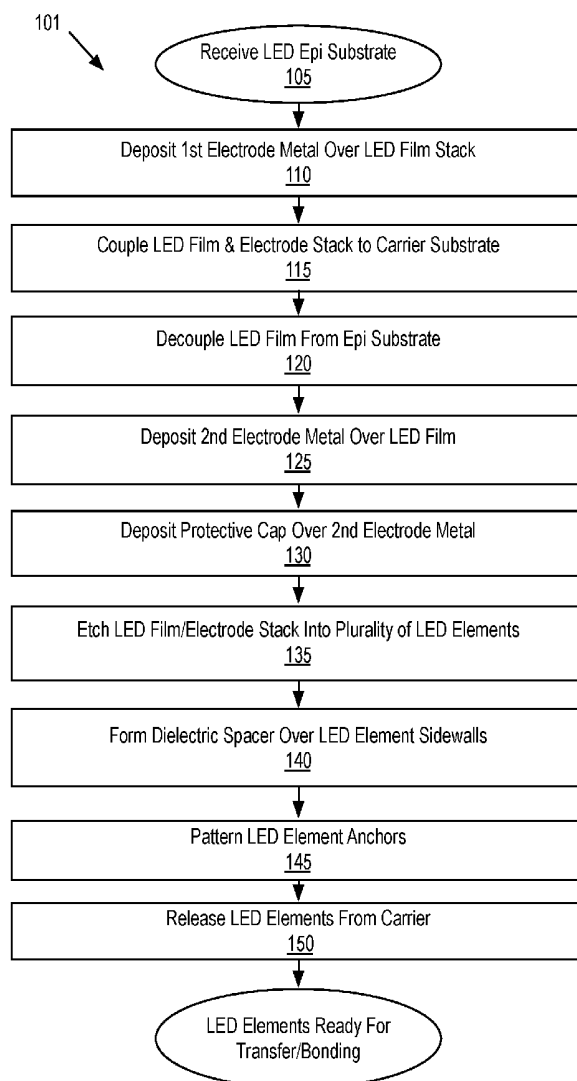 101
Receive LED Epi Substrate
105
Deposit 1st Electrode Metal Over LED Film Stack
110
Couple LED Film & Electrode Stack to Carrier Substrate
115
Decouple LED Film From Epi Substrate
120
Deposit 2nd Electrode Metal Over LED Film
125
Deposit Protective Cap Over 2nd Electrode Metal
130
Etch LED Film/Electrode Stack Into Plurality of LED Elements
135
Form Dielectric Spacer Over LED Element Sidewalls
140
Pattern LED Element Anchors
145
Release LED Elements From Carrier
150
LED Elements Ready For
Transfer/Bonding